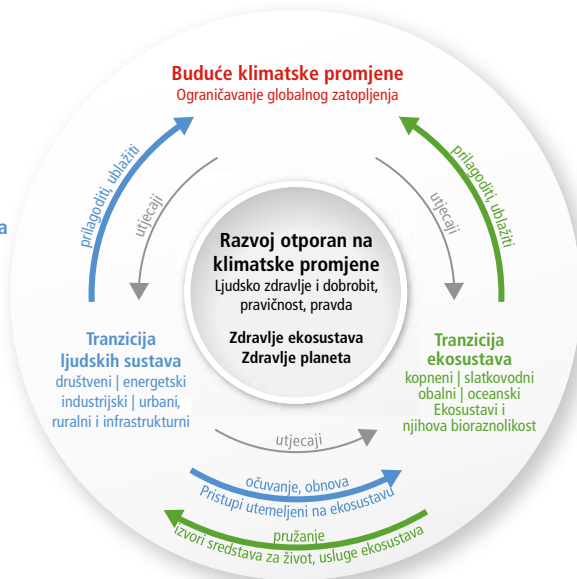 Buduće klimatske promjene
Ograničavanje globalnog zatopljenja
prilagoditi, ublažiti
utjecaji
utjecaji
prilagoditi, ublažiti
a
Razvoj otporan na
klimatske promjene
Ljudsko zdravlje i dobrobit,
pravičnost, pravda
Zdravlje ekosustava
Zdravlje planeta
Tranzicija
ljudskih sustava
društveni | energetski
industrijski | urbani,
ruralni i infrastrukturni
Tranzicija
ekosustava
kopneni | slatkovodni
obalni | oceanski
Ekosustavi i
njihova bioraznolikost
utjecaji
očuvanje, obnova
Pristupi utemeljeni na ekosustavu
pružanje
izvori sredstava za život, usluge ekosustava